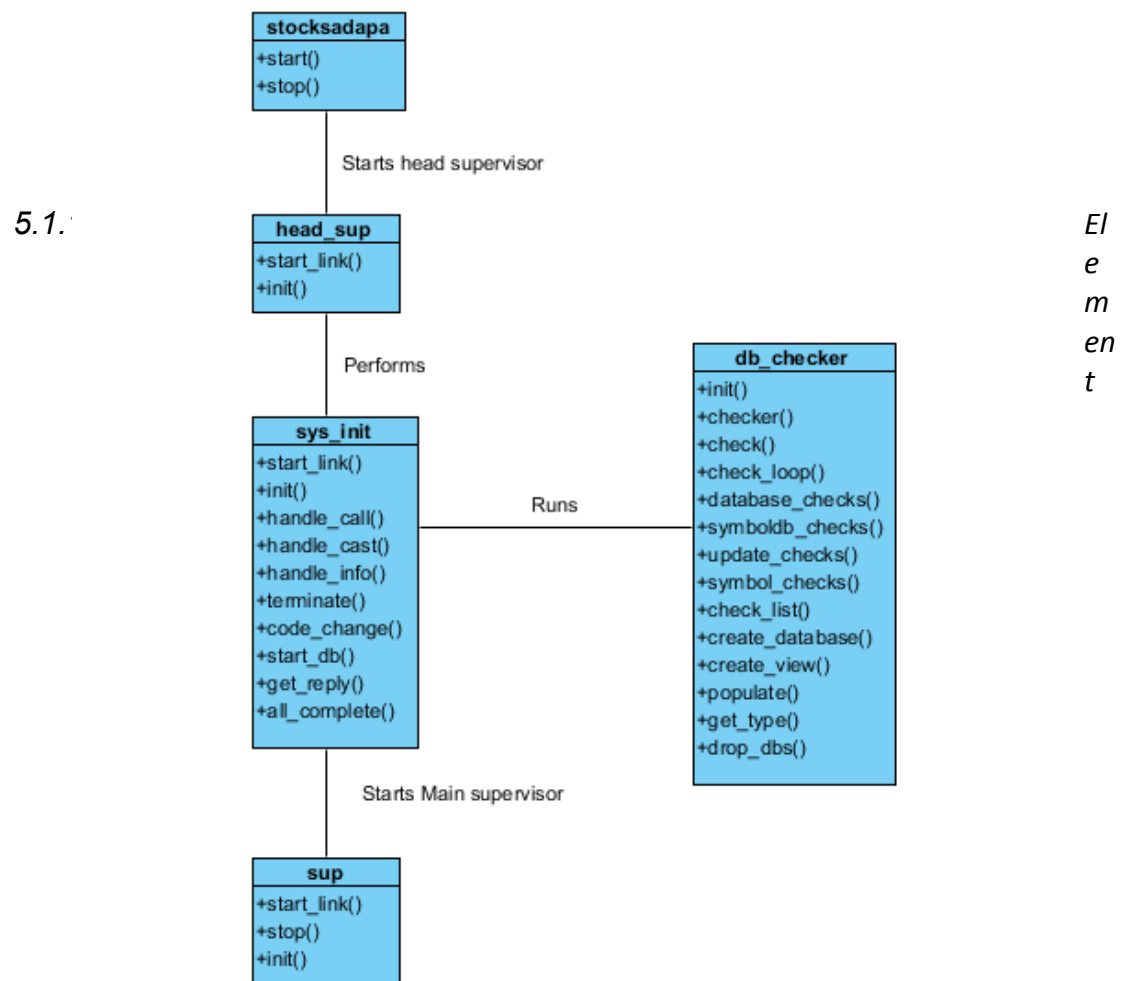 stocksadapa
+start()
+stop()
Starts head supervisor
5.1.
head_sup
+start_link()
+init()
El
e
m
en
t
Performs
sys_init
+start_link()
+init()
+handle_call()
+handle_cast()
+handle_info()
+terminate()
+code_change()
+start_db()
+get_reply()
+all_complete()
Runs
db_checker
+init()
+checker()
+check()
+check_loop()
+database_checks()
+symboldb_checks()
+update_checks()
+symbol_checks()
+check_list()
+create_database()
+create_view()
+populate()
+get_type()
+drop_dbs()
Starts Main supervisor
sup
+start_link()
+stop()
+init()